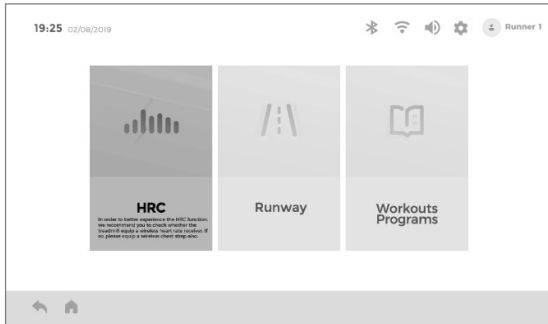 19:25 02/08/2019
Runner 1
HRC
In order to better experience the HRC function,
we recommand you to check whether the
treadmill equip a wireless heart rate receiver. If
so, please equip a wireless chest strap also.
Runway
Workouts
Programs